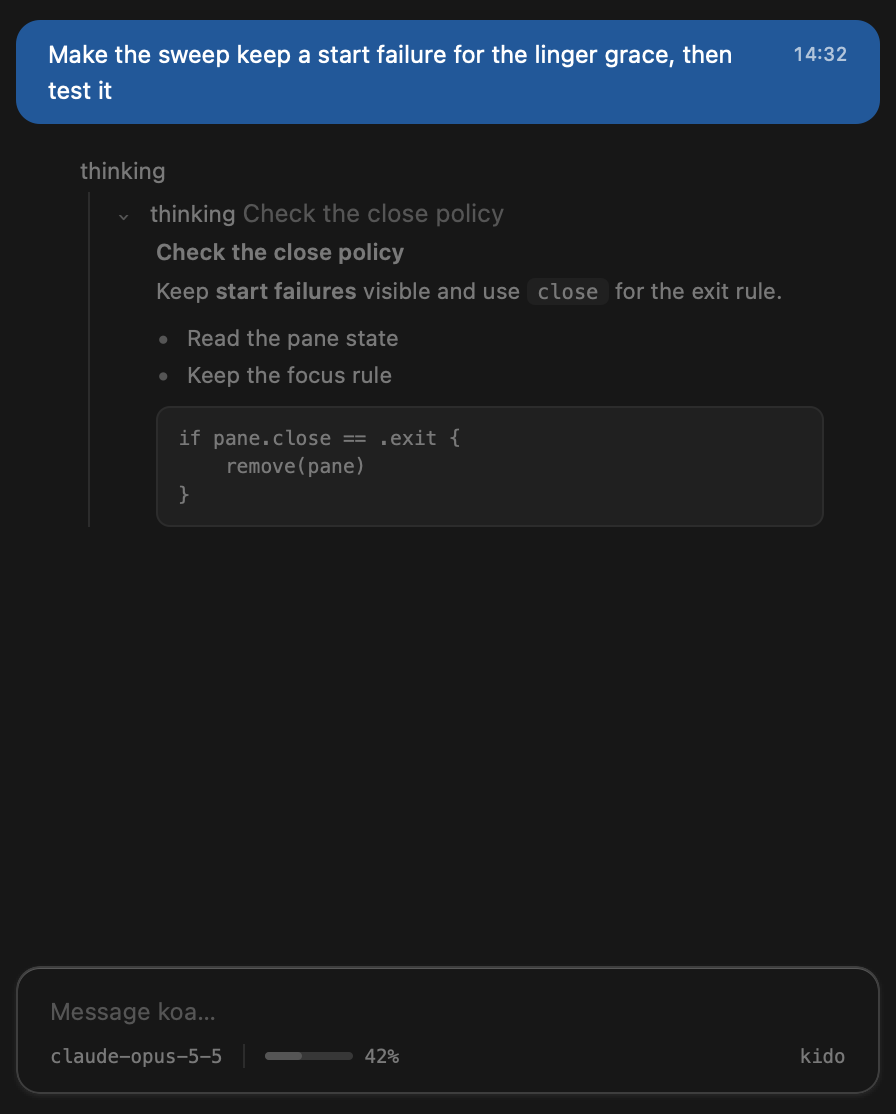 Make the sweep keep a start failure for the linger grace, then
test it
14:32
thinking
thinking Check the close policy
Check the close policy
Keep start failures visible and use close for the exit rule.
• Read the pane state
• Keep the focus rule
if pane.close == .exit {
    remove(pane)
}
Message koa...
claude-opus-5-5
42%
kido